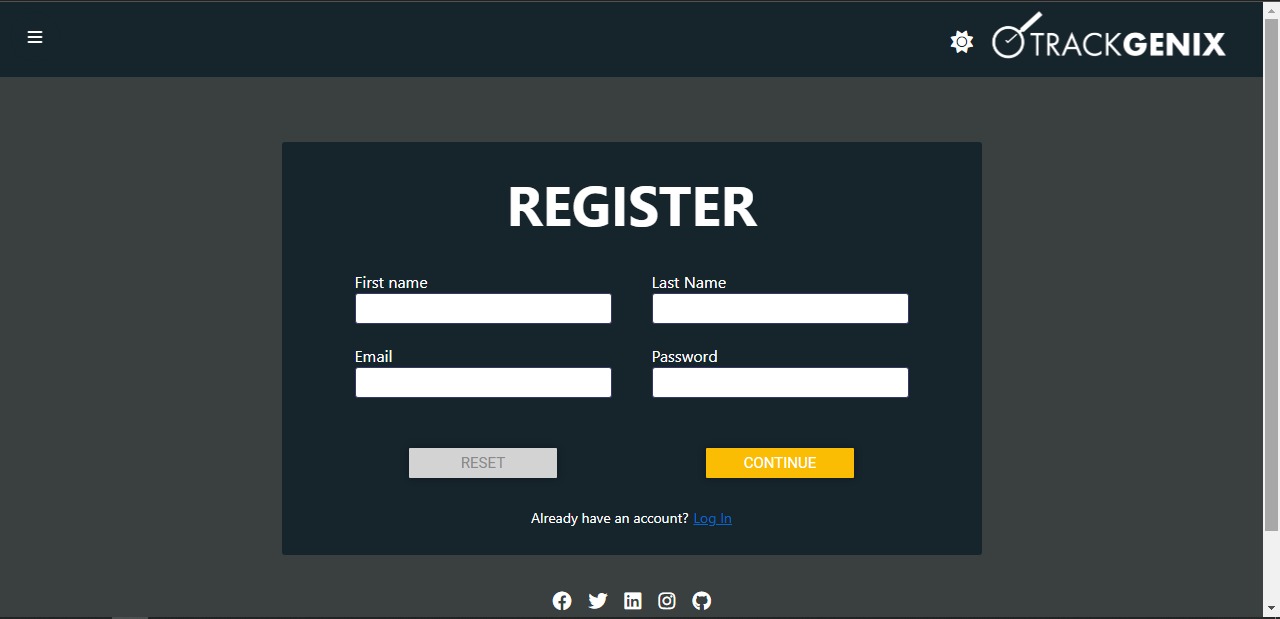 TRACKGENIX
REGISTER
First name
Last Name
Email
Password
RESET
CONTINUE
Already have an account? Log In